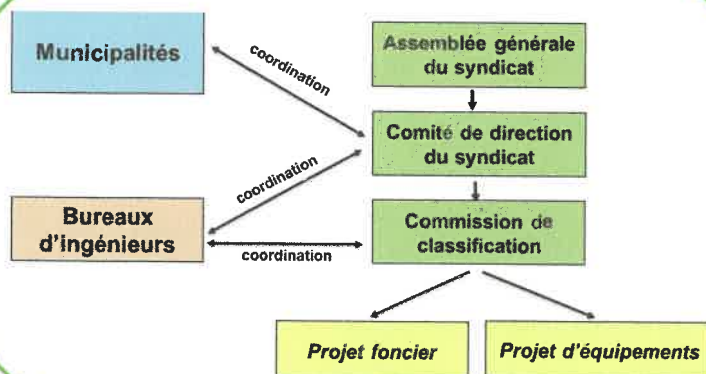 Municipalités
coordination
Assemblée générale
du syndicat
Comité de direction
du syndicat
coordination
Bureaux
d'ingénieurs
coordination
Commission de
classification
Projet foncier
Projet d'équipements